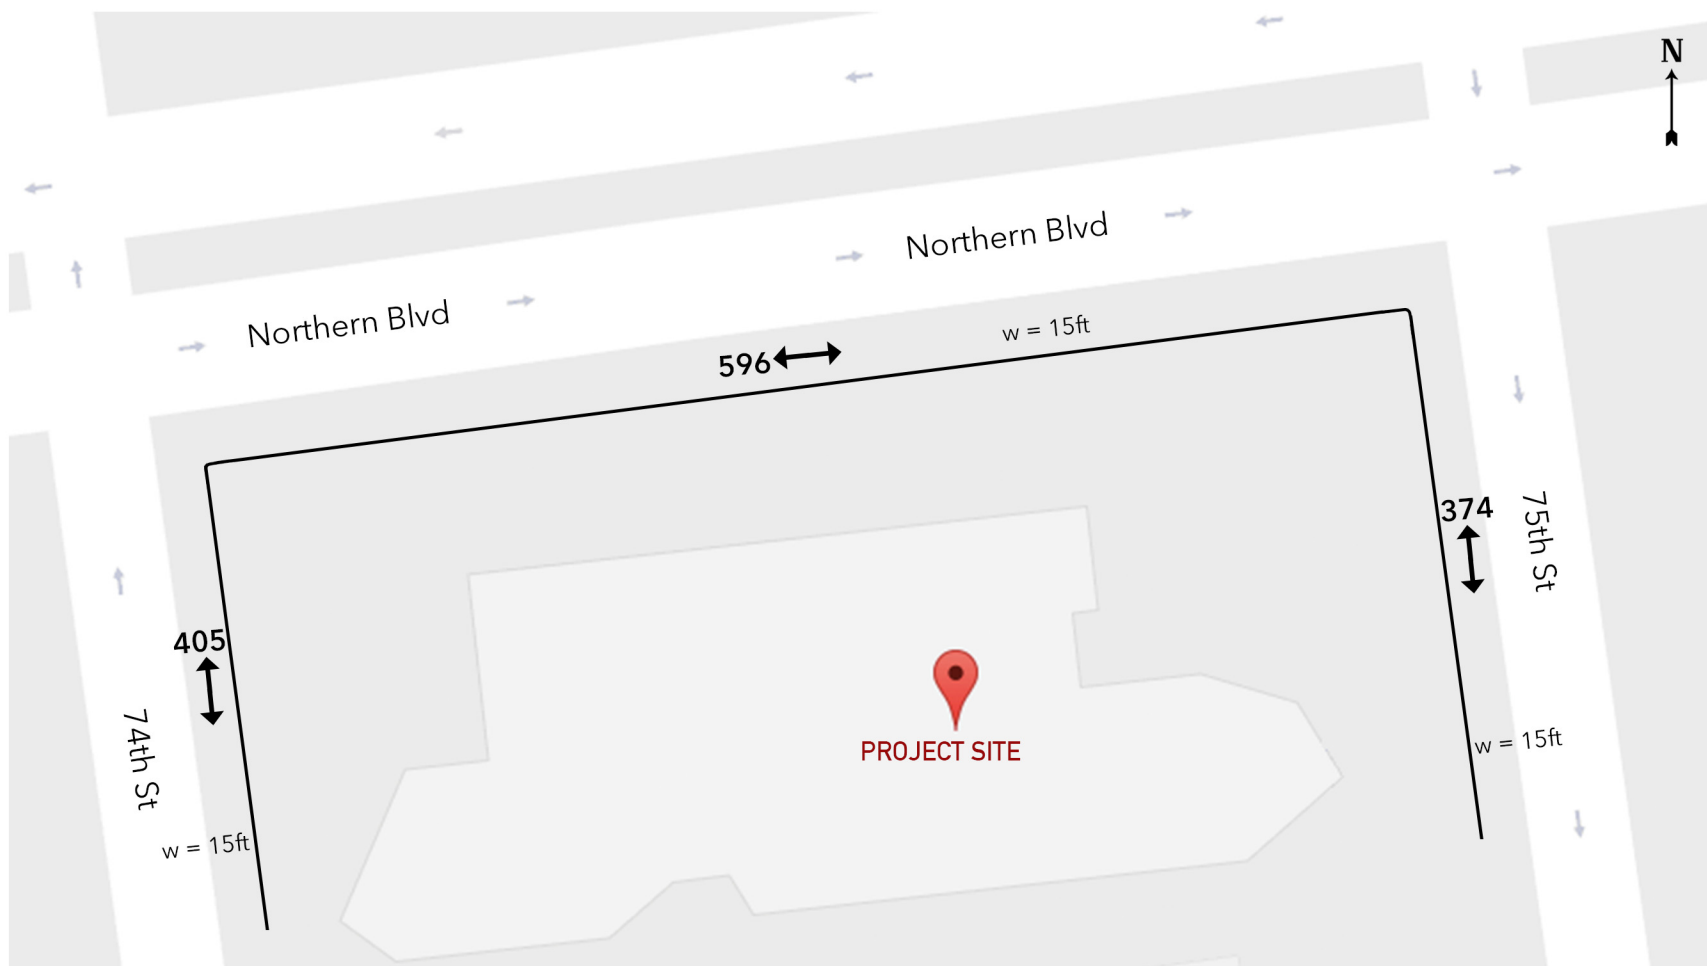 N
Northern Blvd
Northern Blvd
w = 15ft
596
374
75th St
405
PROJECT SITE
w = 15ft
74th St
w = 15ft